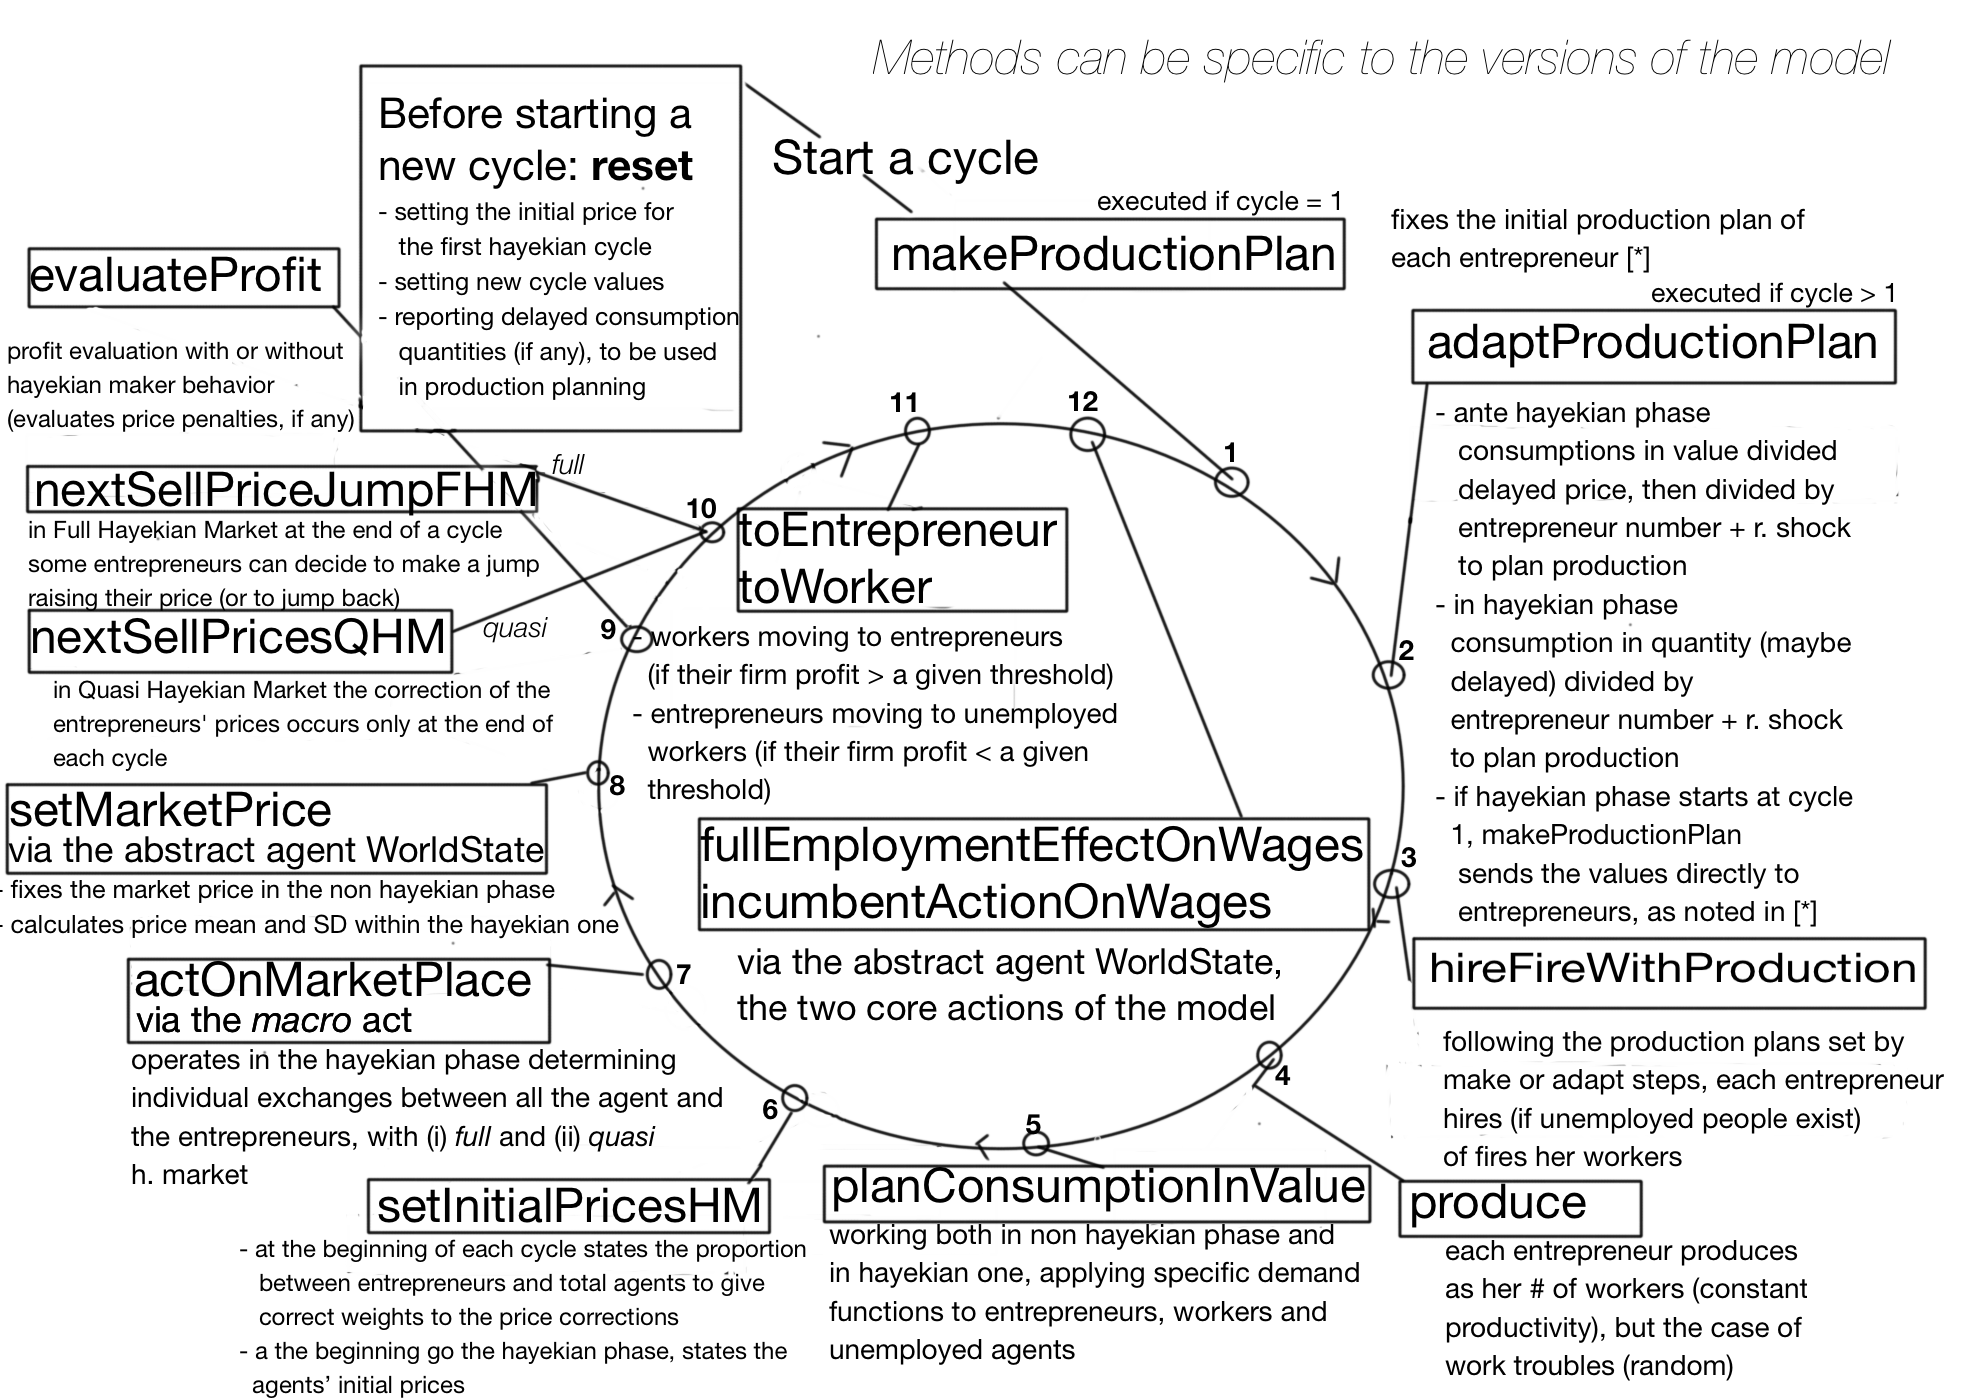 Methods can be specific to the versions of the model
Before starting a
new cycle: reset
- setting the initial price for
the first hayekian cycle
- setting new cycle values
- reporting delayed consumption
quantities (if any), to be used
in production planning
Start a cycle
executed if cycle = 1
makeProductionPlan
fixes the initial production plan of
each entrepreneur [*]
executed if cycle > 1
adaptProductionPlan
- ante hayekian phase
consumptions in value divided
delayed price, then divided by
entrepreneur number + r. shock
to plan production
- in hayekian phase
consumption in quantity (maybe
delayed) divided by
entrepreneur number + r. shock
to plan production
- if hayekian phase starts at cycle
1, makeProductionPlan
sends the values directly to
entrepreneurs, as noted in [*]
hireFireWithProduction
following the production plans set by
make or adapt steps, each entrepreneur
hires (if unemployed people exist)
of fires her workers
produce
each entrepreneur produces
as her # of workers (constant
productivity), but the case of
work troubles (random)
planConsumptionInValue
working both in non hayekian phase and
in hayekian one, applying specific demand
functions to entrepreneurs, workers and
unemployed agents
setInitialPricesHM
- at the beginning of each cycle states the proportion
between entrepreneurs and total agents to give
correct weights to the price corrections
- a the beginning go the hayekian phase, states the
agents’ initial prices
actOnMarketPlace
via the macro act
operates in the hayekian phase determining
individual exchanges between all the agent and
the entrepreneurs, with (i) full and (ii) quasi
h. market
setMarketPrice
via the abstract agent WorldState
- fixes the market price in the non hayekian phase
- calculates price mean and SD within the hayekian one
evaluateProfit
profit evaluation with or without
hayekian maker behavior
(evaluates price penalties, if any)
nextSellPriceJumpFHM
full
in Full Hayekian Market at the end of a cycle
some entrepreneurs can decide to make a jump
raising their price (or to jump back)
nextSellPricesQHM
quasi
in Quasi Hayekian Market the correction of the
entrepreneurs' prices occurs only at the end of
each cycle
toEntrepreneur
toWorker
- workers moving to entrepreneurs
(if their firm profit > a given threshold)
- entrepreneurs moving to unemployed
workers (if their firm profit < a given
threshold)
fullEmploymentEffectOnWages
incumbentActionOnWages
via the abstract agent WorldState,
the two core actions of the model
1
2
3
4
5
6
7
8
9
10
11
12